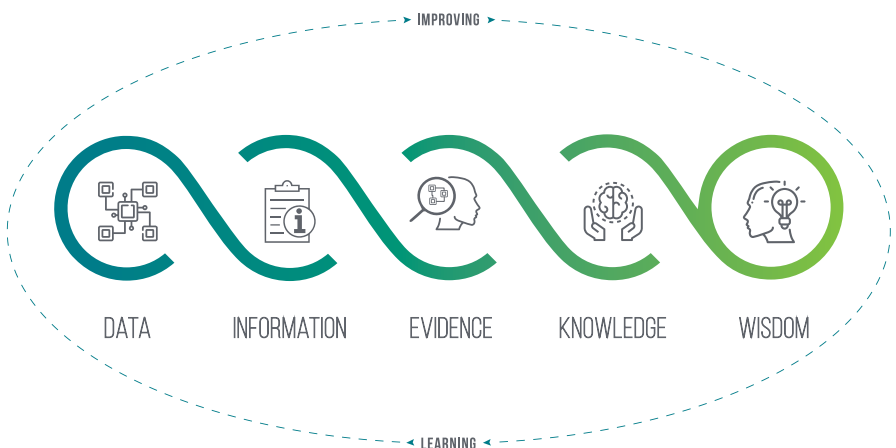 IMPROVING
DATA
INFORMATION
EVIDENCE
KNOWLEDGE
WISDOM
LEARNING